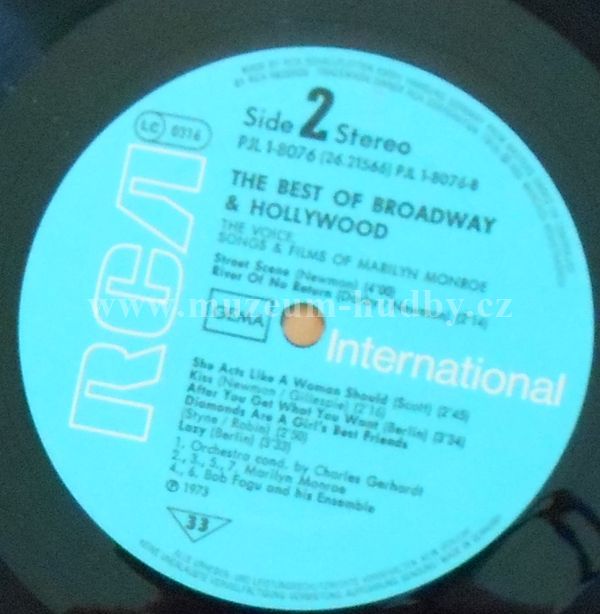 LC 0316
Side 2 Stereo
PJL 1-8076 (26.21566) PJL 1-8076-B
THE BEST OF BROADWAY
& HOLLYWOOD
THE VOICE,
SONGS & FILMS OF MARILYN MONROE
Street Scene (Newman) (4'00)
River Of No Return (Newman) (2'14)
www.muzeum-hudby.cz
GEMA
RCA
International
She Acts Like A Woman Should (Scott) (2'45)
Kiss (Newman / Gillespie) (2'16)
After You Get What You Want (Berlin) (3'34)
Diamonds Are A Girl's Best Friends
(Styne / Robin) (2'50)
Lazy (Berlin) (3'33)
1. Orchestra cond. by Charles Gerhardt
2., 3., 5., 7. Marilyn Monroe
4., 6. Bob Fogu and his Ensemble
℗ 1973
33